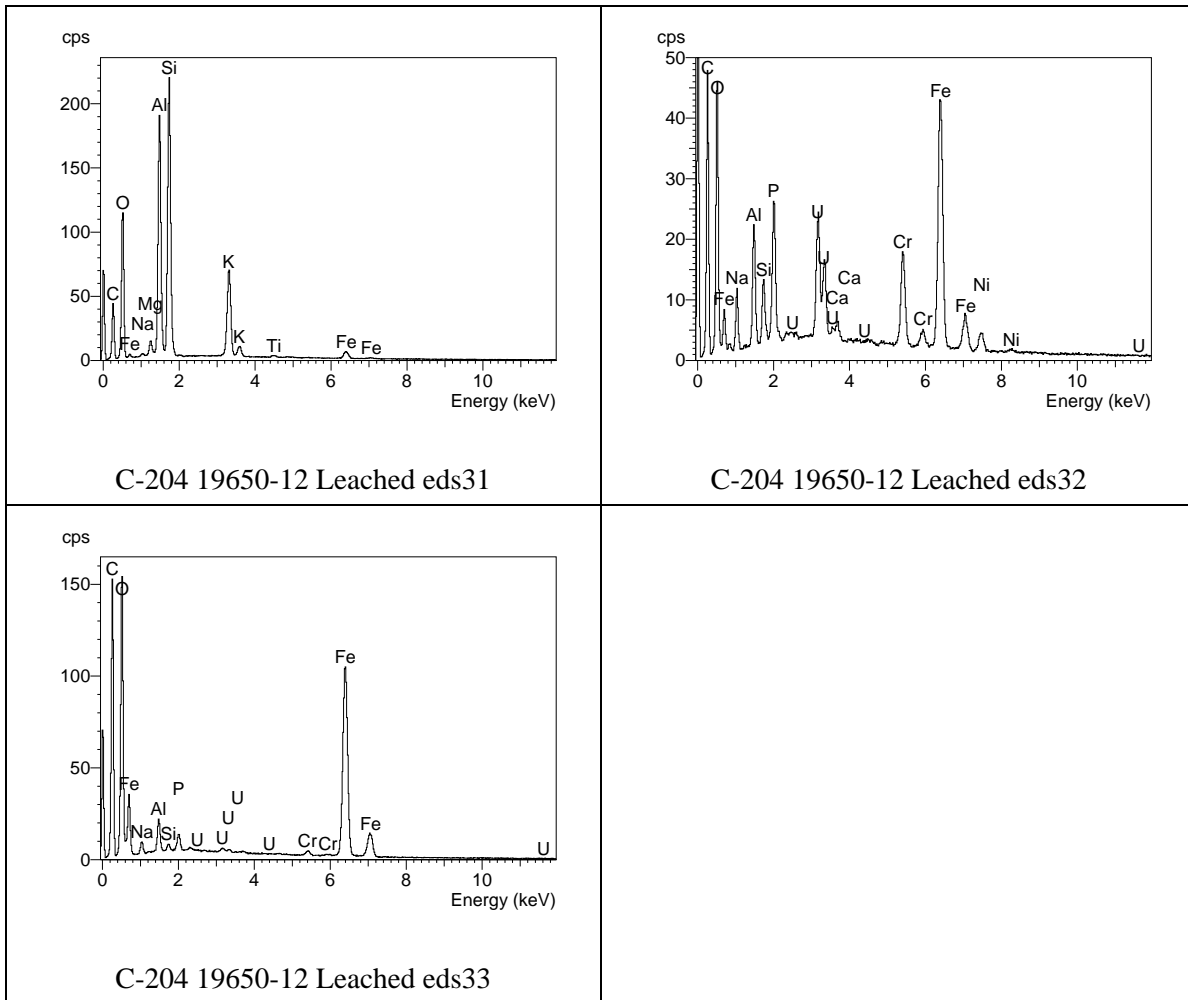 cps
Si
200
Al
150
O
100
K
50
C
Mg
Na
Fe
K
Ti
Fe
Fe
0
0 2 4 6 8 10
Energy (keV)
C-204 19650-12 Leached eds31
cps
50
C
O
Fe
40
30
P
Al
U
20
Cr
U
Si
Na
Ca
Ni
10
Fe
Ca
Fe
U
Cr
U
U
Ni
U
0
0 2 4 6 8 10
Energy (keV)
C-204 19650-12 Leached eds32
cps
C
150
O
Fe
100
50
Fe
P
U
Al
U
Fe
Na
Si
U
U
U
Cr
Cr
U
0
0 2 4 6 8 10
Energy (keV)
C-204 19650-12 Leached eds33